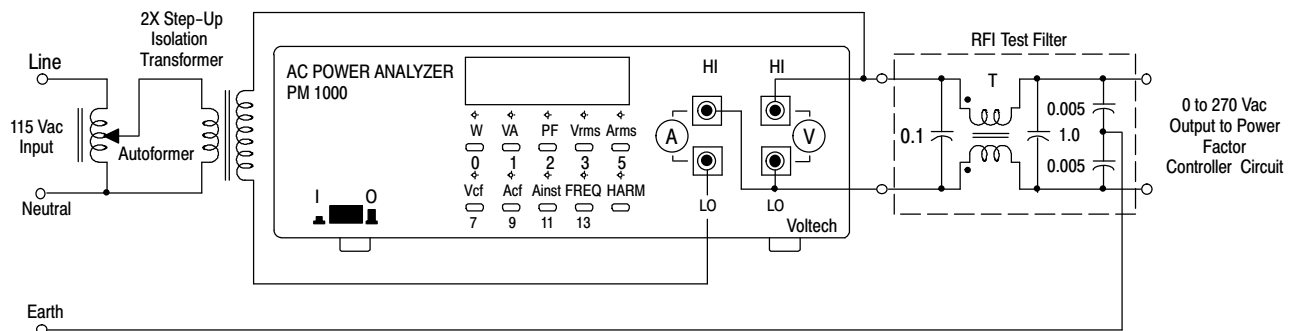 2X Step-Up
Isolation
Transformer
Line
115 Vac
Input
Autoformer
Neutral
Earth
AC POWER ANALYZER
PM 1000
W VA PF Vrms Arms
0 1 2 3 5
Vcf Acf Ainst FREQ HARM
7 9 11 13
I O
HI HI
A V
LO LO
Voltech
RFI Test Filter
T
0.1
1.0
0.005
0.005
0 to 270 Vac
Output to Power
Factor
Controller Circuit